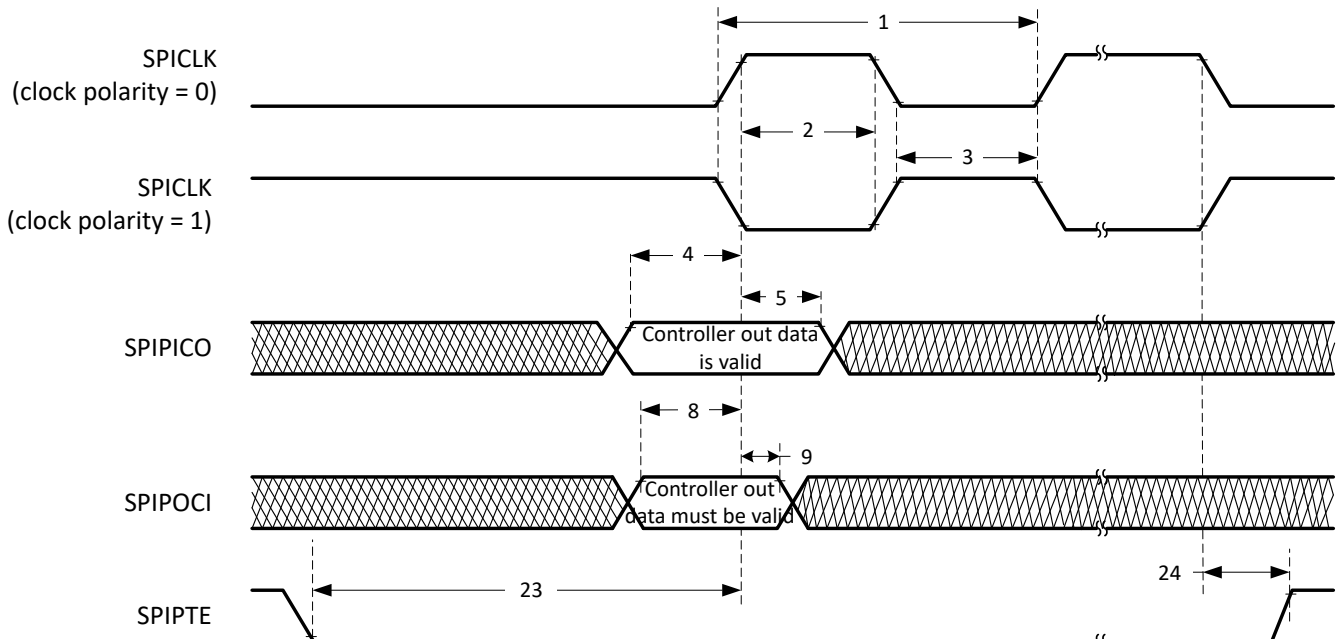 1
SPICLK
(clock polarity = 0)
2
3
SPICLK
(clock polarity = 1)
4
5
SPIPICO
Controller out data
is valid
8
9
SPIPOCI
Controller out
data must be valid
23
24
SPIPTE